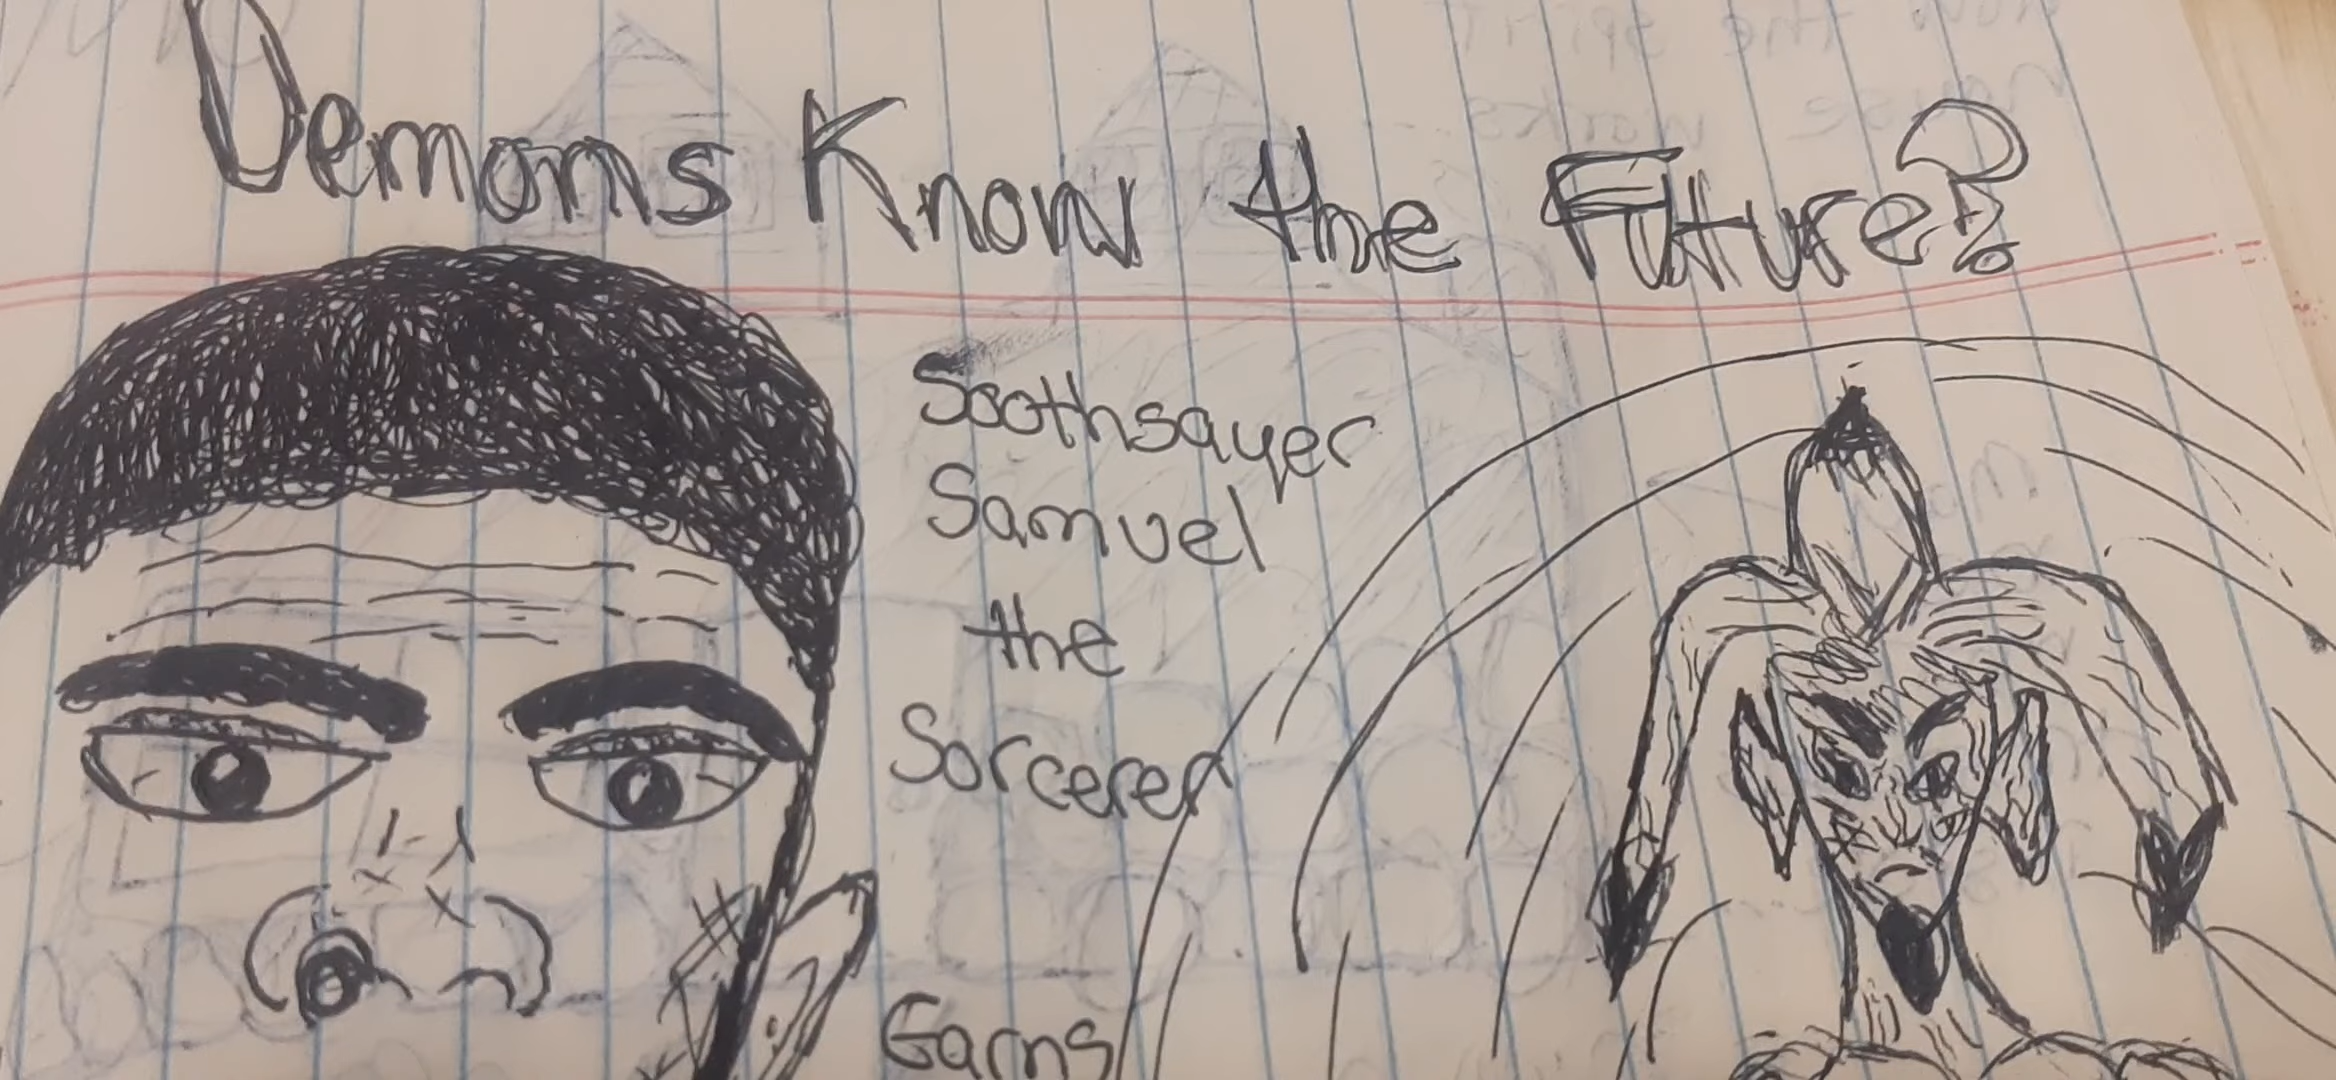 Demons Know the Future?
Soothsayer
Samuel
the
Sorcerer
Garns